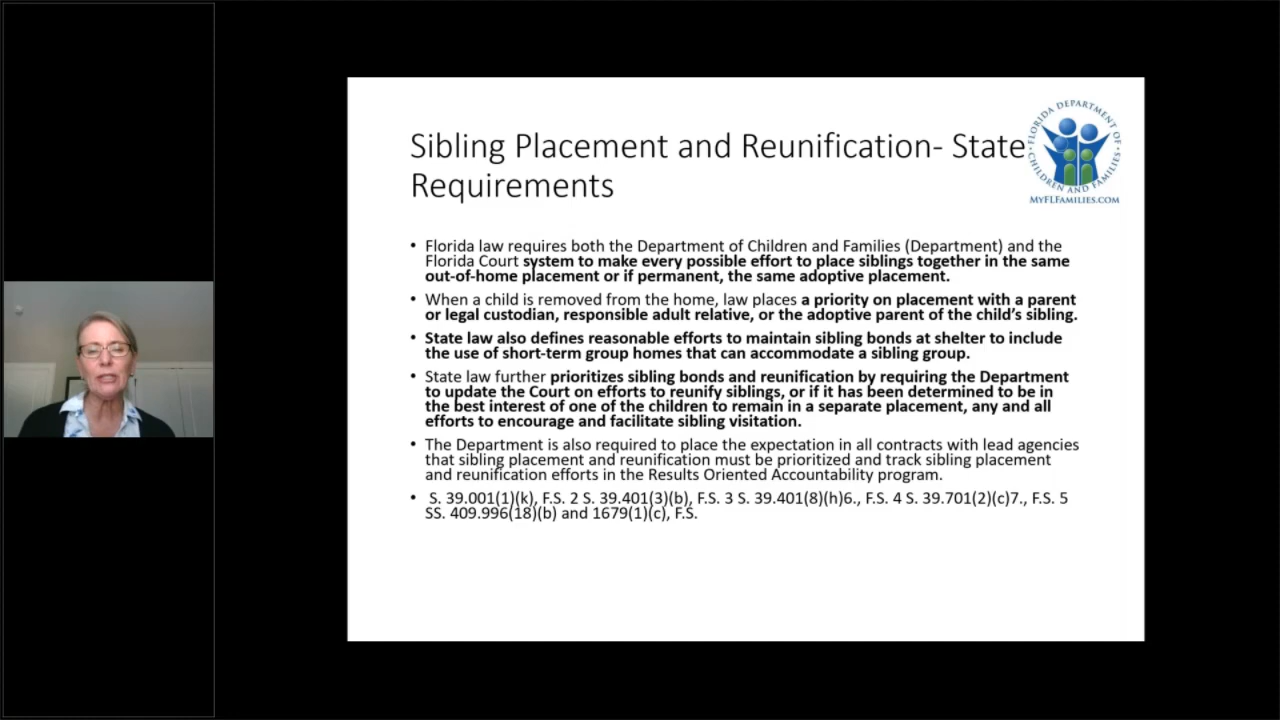 Sibling Placement and Reunification- State
Requirements
FLORIDA DEPARTMENT OF
CHILDREN AND FAMILIES
MYFLFAMILIES.COM
• Florida law requires both the Department of Children and Families (Department) and the
Florida Court system to make every possible effort to place siblings together in the same
out-of-home placement or if permanent, the same adoptive placement.
• When a child is removed from the home, law places a priority on placement with a parent
or legal custodian, responsible adult relative, or the adoptive parent of the child's sibling.
• State law also defines reasonable efforts to maintain sibling bonds at shelter to include
the use of short-term group homes that can accommodate a sibling group.
• State law further prioritizes sibling bonds and reunification by requiring the Department
to update the Court on efforts to reunify siblings, or if it has been determined to be in
the best interest of one of the children to remain in a separate placement, any and all
efforts to encourage and facilitate sibling visitation.
• The Department is also required to place the expectation in all contracts with lead agencies
that sibling placement and reunification must be prioritized and track sibling placement
and reunification efforts in the Results Oriented Accountability program.
• S. 39.001(1)(k), F.S. 2 S. 39.401(3)(b), F.S. 3 S. 39.401(8)(h)6., F.S. 4 S. 39.701(2)(c)7., F.S. 5
SS. 409.996(18)(b) and 1679(1)(c), F.S.